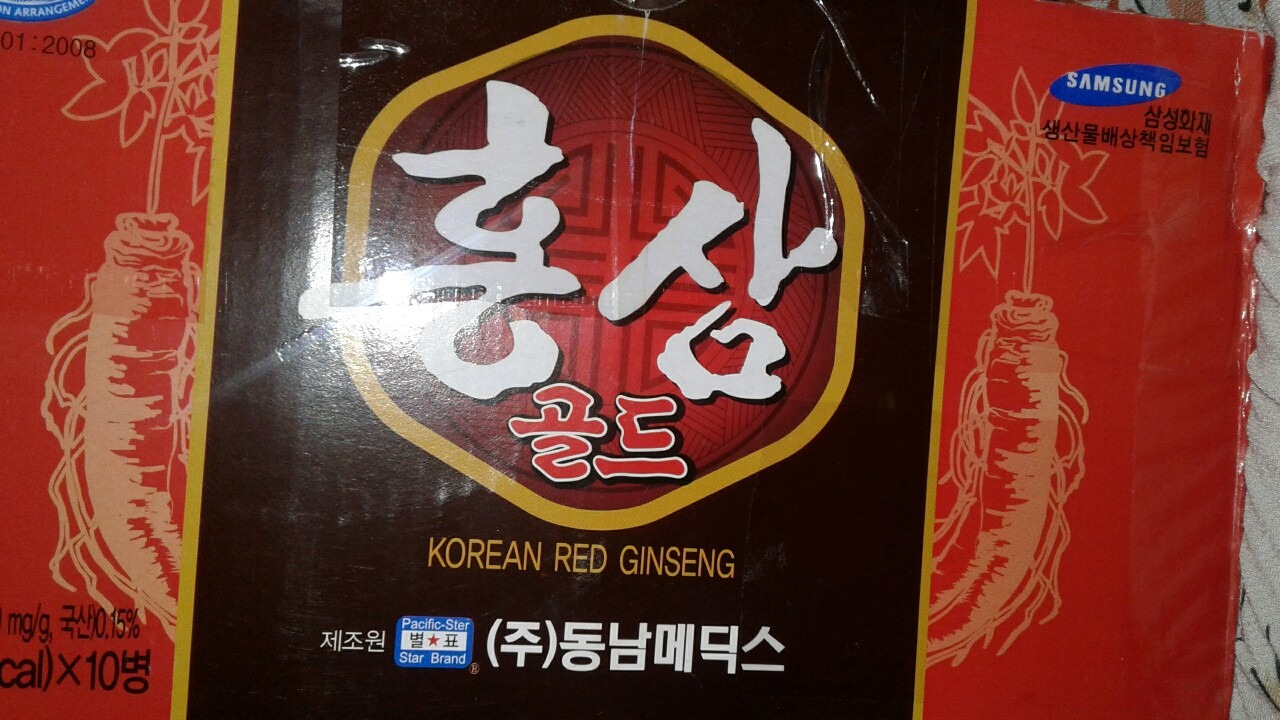 ON ARRANGEMENT
01:2008
SAMSUNG
삼성화재
생산물배상책임보험
홍삼
골드
KOREAN RED GINSENG
제조원
Pacific-Ster
별★표
Star Brand
®
(주)동남메딕스
mg/g, 국산)0.15%
cal)×10병